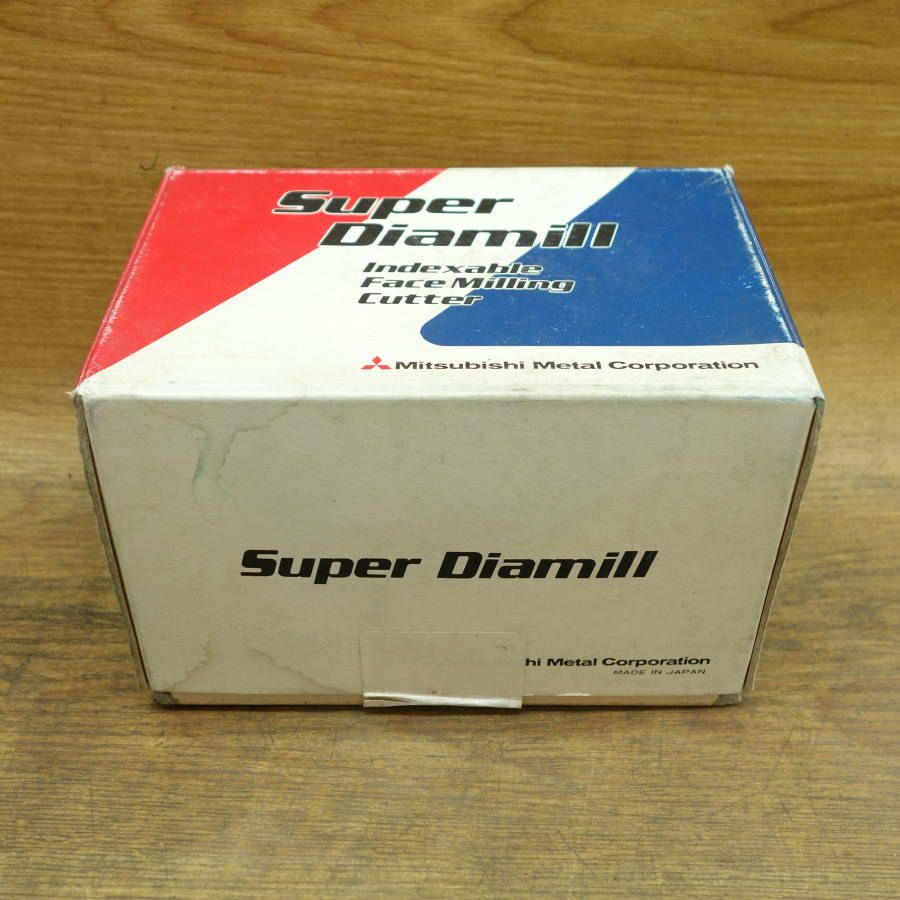 Super
Diamill
Indexable
Face Milling
Cutter
Mitsubishi Metal Corporation
Super Diamill
hi Metal Corporation
MADE IN JAPAN